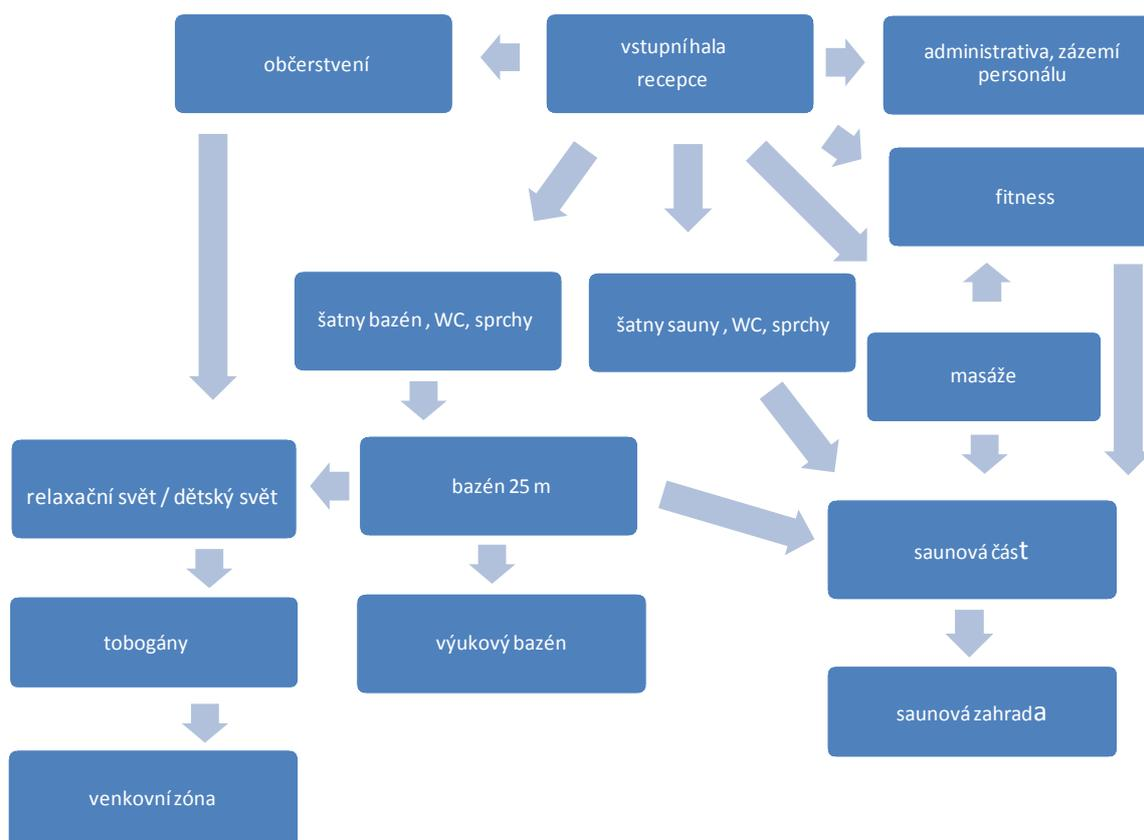 občerstvení
vstupní hala
recepce
administrativa, zázemí
personálu
fitness
šatny bazén , WC, sprchy
šatny sauny , WC, sprchy
masáže
relaxační svět / dětský svět
bazén 25 m
saunová část
tobogány
výukový bazén
saunová zahrada
venkovní zóna